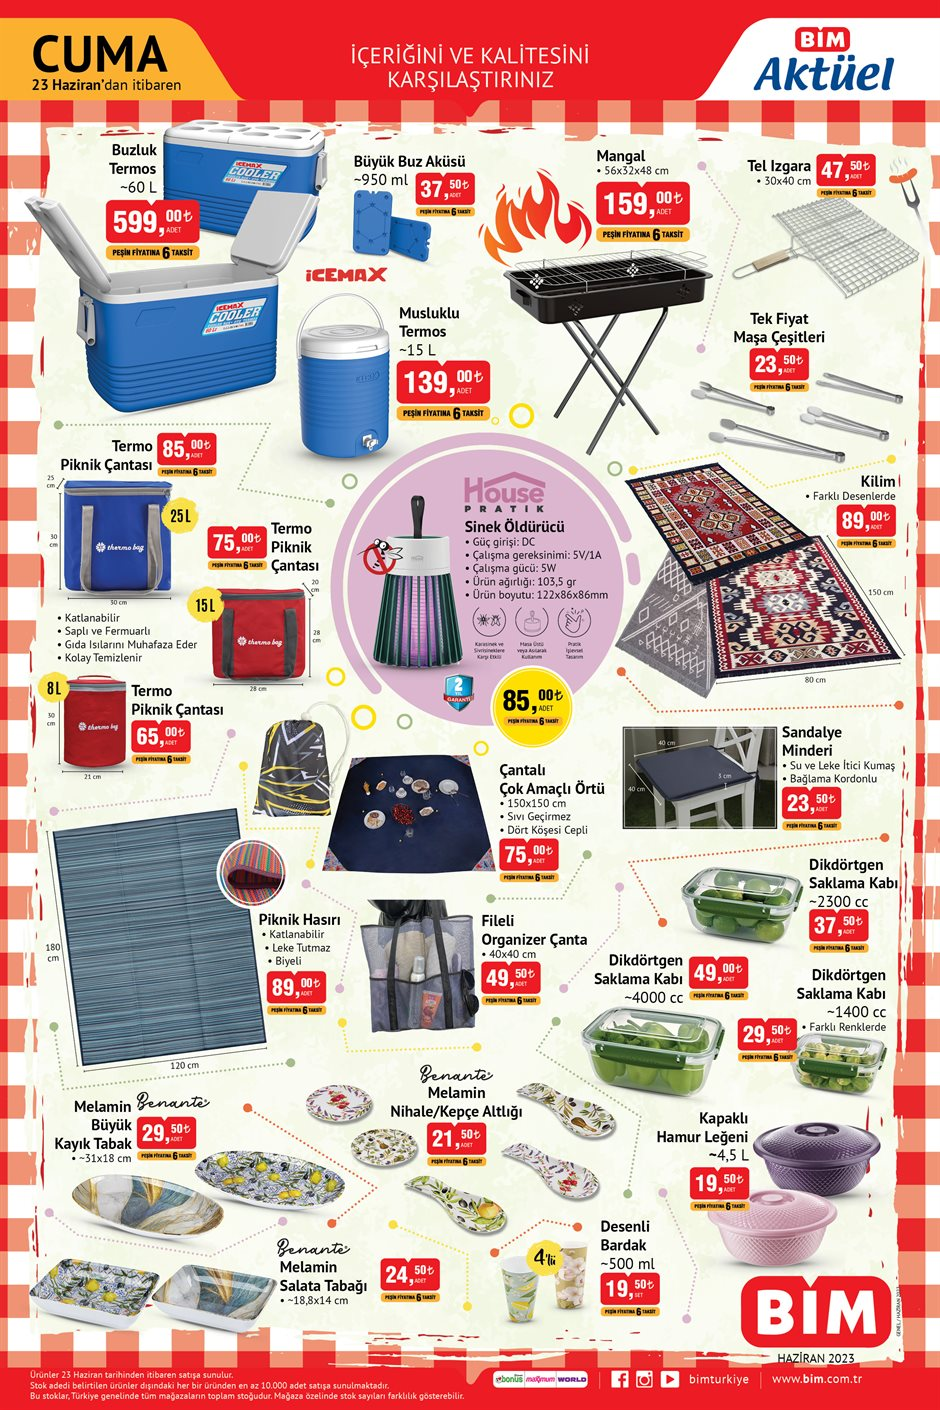 CUMA
23 Haziran'dan itibaren
İÇERİĞİNİ VE KALİTESİNİ
KARŞILAŞTIRINIZ
BİM
Aktüel
Buzluk
Termos
~60 L
599,00₺ ADET
PEŞİN FİYATINA 6 TAKSİT
ICEMAX
COOLER
ICEMAX
COOLER
Büyük Buz Aküsü
~950 ml
37,50₺ ADET
PEŞİN FİYATINA 6 TAKSİT
ICEMAX
Musluklu
Termos
~15 L
139,00₺ ADET
PEŞİN FİYATINA 6 TAKSİT
Mangal
• 56x32x48 cm
159,00₺ ADET
PEŞİN FİYATINA 6 TAKSİT
Tel Izgara
• 30x40 cm
47,50₺ ADET
PEŞİN FİYATINA 6 TAKSİT
Tek Fiyat
Maşa Çeşitleri
23,50₺ ADET
PEŞİN FİYATINA 6 TAKSİT
Termo
Piknik Çantası
85,00₺ ADET
PEŞİN FİYATINA 6 TAKSİT
25 cm
30 cm
25L
thermo bag
30 cm
Termo
Piknik
Çantası
75,00₺ ADET
PEŞİN FİYATINA 6 TAKSİT
15L
20 cm
28 cm
thermo bag
28 cm
• Katlanabilir
• Saplı ve Fermuarlı
• Gıda Isılarını Muhafaza Eder
• Kolay Temizlenir
8L
30 cm
thermo bag
21 cm
Termo
Piknik Çantası
65,00₺ ADET
PEŞİN FİYATINA 6 TAKSİT
House
PRATİK
Sinek Öldürücü
• Güç girişi: DC
• Çalışma gereksinimi: 5V/1A
• Çalışma gücü: 5W
• Ürün ağırlığı: 103,5 gr
• Ürün boyutu: 122x86x86mm
Karasinek ve
Sivrisineklere
Karşı Etkili
Masa Üstü
veya Asılarak
Kullanım
Pratik
İşlevsel
Tasarım
2 YIL
GARANTİ
85,00₺ ADET
PEŞİN FİYATINA 6 TAKSİT
Kilim
• Farklı Desenlerde
89,00₺ ADET
PEŞİN FİYATINA 6 TAKSİT
150 cm
80 cm
Çantalı
Çok Amaçlı Örtü
• 150x150 cm
• Sıvı Geçirmez
• Dört Köşesi Cepli
75,00₺ ADET
PEŞİN FİYATINA 6 TAKSİT
40 cm
40 cm
3 cm
Sandalye
Minderi
• Su ve Leke İtici Kumaş
• Bağlama Kordonlu
23,50₺ ADET
PEŞİN FİYATINA 6 TAKSİT
180 cm
120 cm
Piknik Hasırı
• Katlanabilir
• Leke Tutmaz
• Biyeli
89,00₺ ADET
PEŞİN FİYATINA 6 TAKSİT
Fileli
Organizer Çanta
• 40x40 cm
49,50₺ ADET
PEŞİN FİYATINA 6 TAKSİT
Dikdörtgen
Saklama Kabı
~2300 cc
37,50₺ ADET
PEŞİN FİYATINA 6 TAKSİT
Dikdörtgen
Saklama Kabı
~4000 cc
49,00₺ ADET
PEŞİN FİYATINA 6 TAKSİT
Dikdörtgen
Saklama Kabı
~1400 cc
• Farklı Renklerde
29,50₺ ADET
PEŞİN FİYATINA 6 TAKSİT
Melamin Benante
Büyük
Kayık Tabak
• ~31x18 cm
29,50₺ ADET
PEŞİN FİYATINA 6 TAKSİT
Benante
Melamin
Nihale/Kepçe Altlığı
21,50₺ ADET
PEŞİN FİYATINA 6 TAKSİT
Kapaklı
Hamur Leğeni
~4,5 L
19,50₺ ADET
PEŞİN FİYATINA 6 TAKSİT
Benante
Melamin
Salata Tabağı
• ~18,8x14 cm
24,50₺ ADET
PEŞİN FİYATINA 6 TAKSİT
4'lü
Desenli
Bardak
~500 ml
19,50₺ SET
PEŞİN FİYATINA 6 TAKSİT
BİM
HAZİRAN 2023
GENEL / HAZİRAN 2023
Ürünler 23 Haziran tarihinden itibaren satışa sunulur.
Stok adedi belirtilen ürünler dışındaki her bir üründen en az 10.000 adet satışa sunulmaktadır.
Bu stoklar, Türkiye genelinde tüm mağazaların toplam stoğudur. Mağaza özelinde stok sayıları farklılık gösterebilir.
bonus maximum WORLD
bimturkiye
www.bim.com.tr